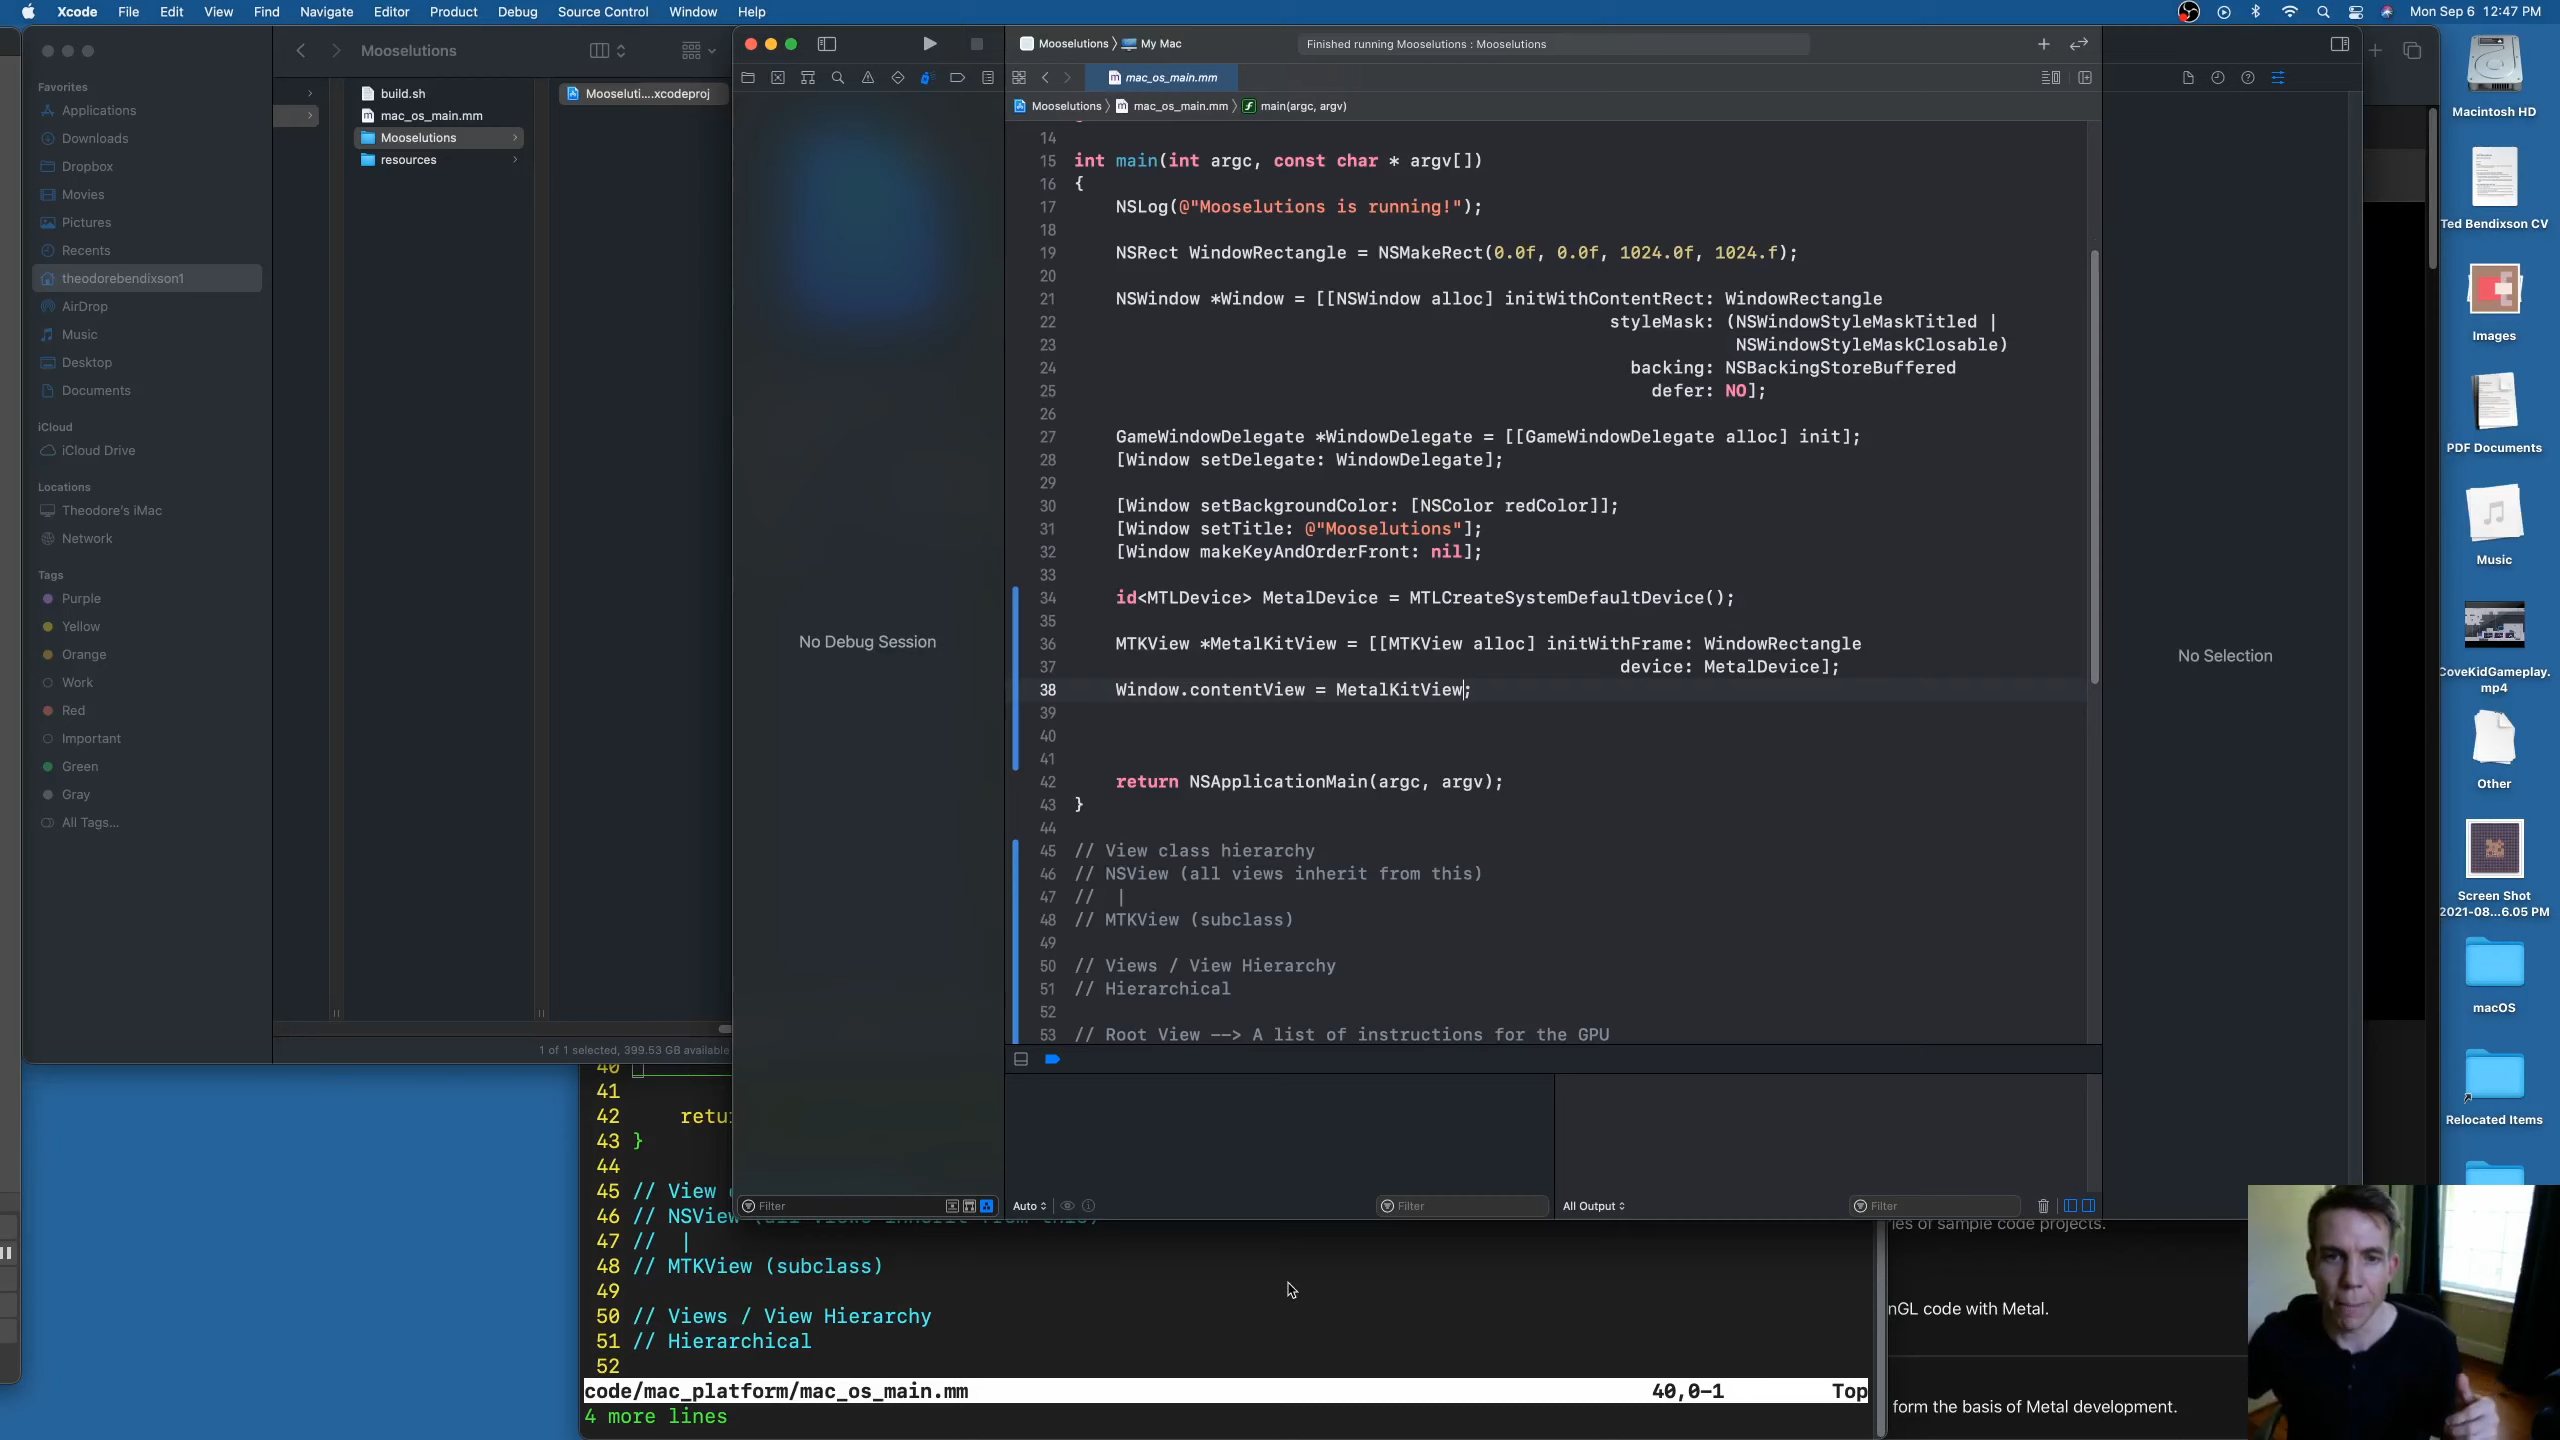 Xcode File Edit View Find Navigate Editor Product Debug Source Control Window Help
Mon Sep 6 12:47 PM
Mooselutions
Favorites
Applications
Downloads
Dropbox
Movies
Pictures
Recents
theodorebendixson1
AirDrop
Music
Desktop
Documents
iCloud
iCloud Drive
Locations
Theodore's iMac
Network
Tags
Purple
Yellow
Orange
Work
Red
Important
Green
Gray
All Tags...
build.sh
mac_os_main.mm
Mooselutions
resources
Mooseluti....xcodeproj
1 of 1 selected, 399.53 GB available
Mooselutions 〉 My Mac
Finished running Mooselutions : Mooselutions
mac_os_main.mm
Mooselutions 〉 mac_os_main.mm 〉 main(argc, argv)
No Debug Session
14
15 int main(int argc, const char * argv[])
16 {
17 NSLog(@"Mooselutions is running!");
18
19 NSRect WindowRectangle = NSMakeRect(0.0f, 0.0f, 1024.0f, 1024.f);
20
21 NSWindow *Window = [[NSWindow alloc] initWithContentRect: WindowRectangle
22 styleMask: (NSWindowStyleMaskTitled |
23 NSWindowStyleMaskClosable)
24 backing: NSBackingStoreBuffered
25 defer: NO];
26
27 GameWindowDelegate *WindowDelegate = [[GameWindowDelegate alloc] init];
28 [Window setDelegate: WindowDelegate];
29
30 [Window setBackgroundColor: [NSColor redColor]];
31 [Window setTitle: @"Mooselutions"];
32 [Window makeKeyAndOrderFront: nil];
33
34 id<MTLDevice> MetalDevice = MTLCreateSystemDefaultDevice();
35
36 MTKView *MetalKitView = [[MTKView alloc] initWithFrame: WindowRectangle
37 device: MetalDevice];
38 Window.contentView = MetalKitView;
39
40
41
42 return NSApplicationMain(argc, argv);
43 }
44
45 // View class hierarchy
46 // NSView (all views inherit from this)
47 // |
48 // MTKView (subclass)
49
50 // Views / View Hierarchy
51 // Hierarchical
52
53 // Root View --> A list of instructions for the GPU
Filter
Auto
Filter
All Output
Filter
No Selection
40
41
42 retu
43 }
44
45 // View
46 // NSView (all views inherit from this)
47 // |
48 // MTKView (subclass)
49
50 // Views / View Hierarchy
51 // Hierarchical
52
code/mac_platform/mac_os_main.mm 40,0-1 Top
4 more lines
ies of sample code projects.
nGL code with Metal.
form the basis of Metal development.
Macintosh HD
Ted Bendixson CV
Images
PDF Documents
Music
CoveKidGameplay.
mp4
Other
Screen Shot
2021-08...6.05 PM
macOS
Relocated Items